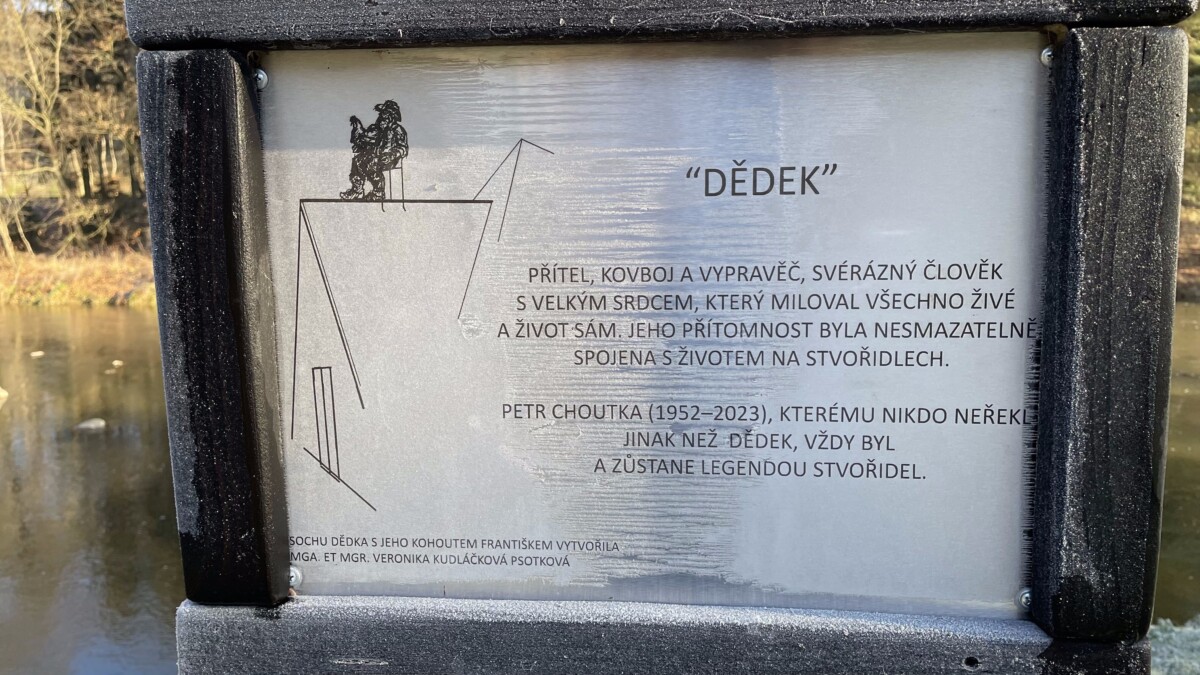 “DĚDEK”
PŘÍTEL, KOVBOJ A VYPRAVĚČ, SVÉRÁZNÝ ČLOVĚK
S VELKÝM SRDCEM, KTERÝ MILOVAL VŠECHNO ŽIVÉ
A ŽIVOT SÁM. JEHO PŘÍTOMNOST BYLA NESMAZATELNĚ
SPOJENA S ŽIVOTEM NA STVOŘIDLECH.
PETR CHOUTKA (1952–2023), KTERÉMU NIKDO NEŘEKL
JINAK NEŽ DĚDEK, VŽDY BYL
A ZŮSTANE LEGENDOU STVOŘIDEL.
SOCHU DĚDKA S JEHO KOHOUTEM FRANTIŠKEM VYTVOŘILA
MGA. ET MGR. VERONIKA KUDLÁČKOVÁ PSOTKOVÁ